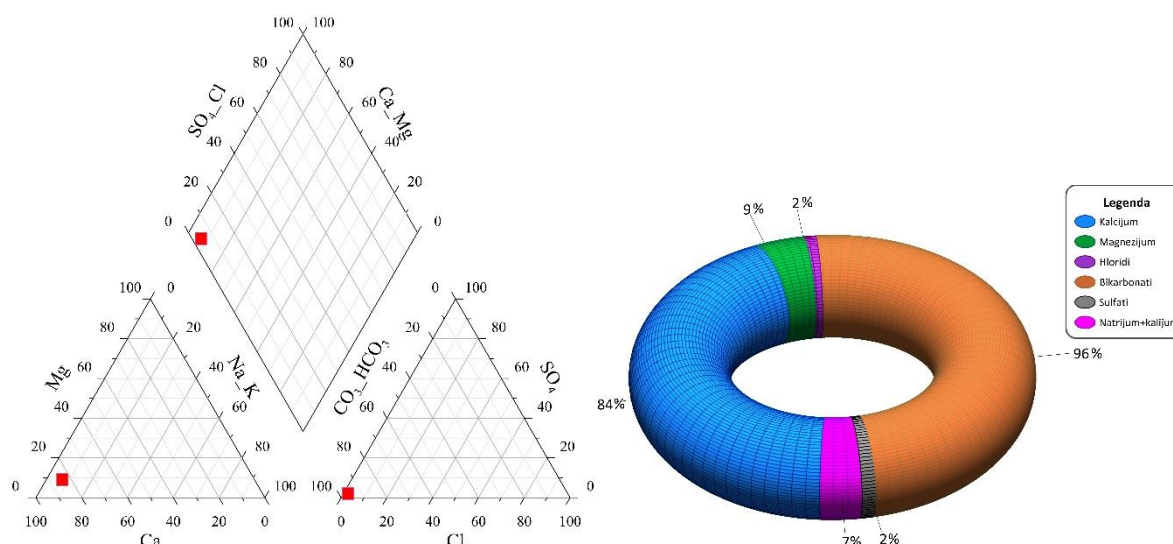 100 100
80 80
60 60
40 40
20 20
0 0
SO₄_Cl
Ca_Mg
100 0
80 20
60 40
40 60
20 80
0 100
Mg
Na_K
100 80 60 40 20 0
Ca
100 0
80 20
60 40
40 60
20 80
100 0
CO₃_HCO₃
SO₄
0 20 40 60 80 100
Cl
9%
2%
96%
84%
7%
2%
Legenda
Kalcijum
Magnezijum
Hloridi
Bikarbonati
Sulfati
Natrijum+kalijum